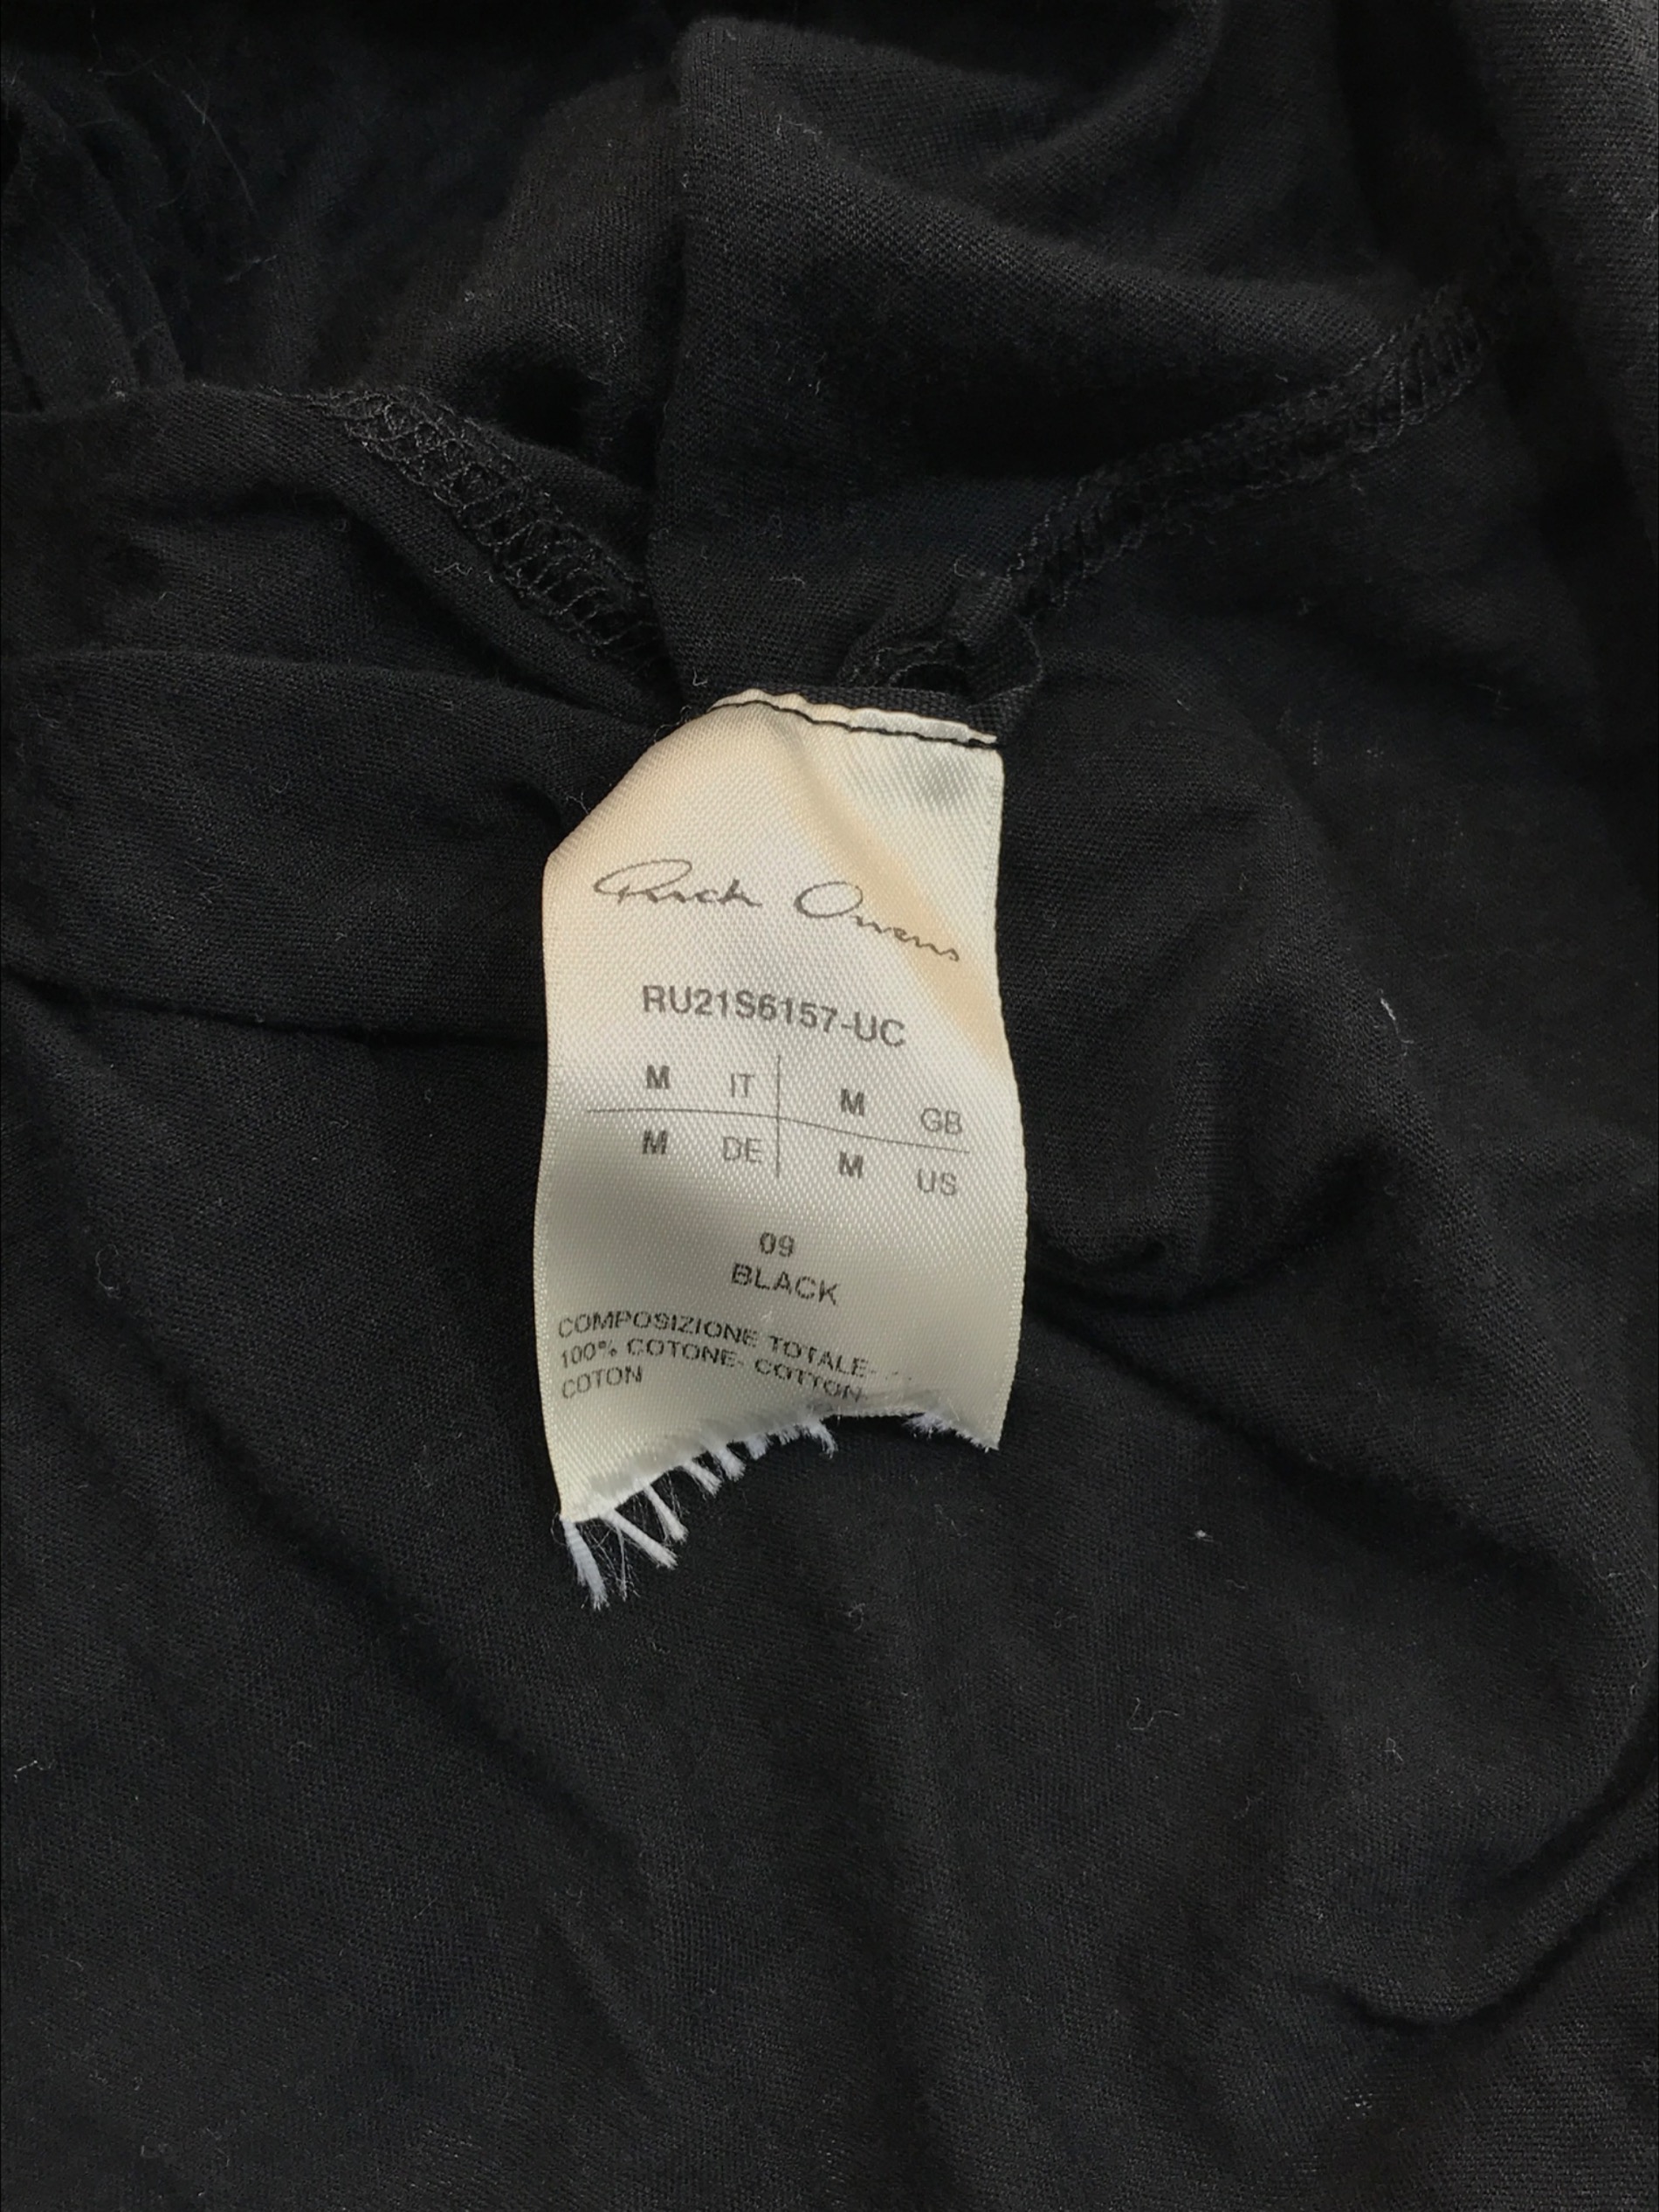 Rick Owens
RU21S6157-UC
M IT M GB
M DE M US
09
BLACK
COMPOSIZIONE TOTALE-
100% COTONE- COTTON-
COTON